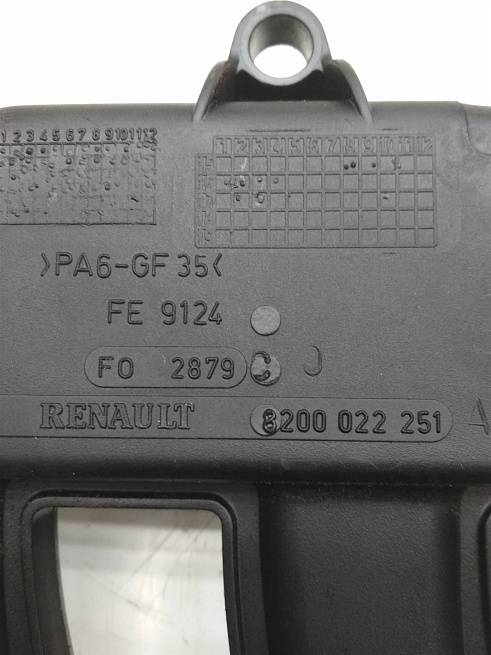 1 2 3 4 5 6 7 8 9 10 11 12
>PA6-GF 35<
FE 9124
FO 2879 C J
RENAULT 8200 022 251 A